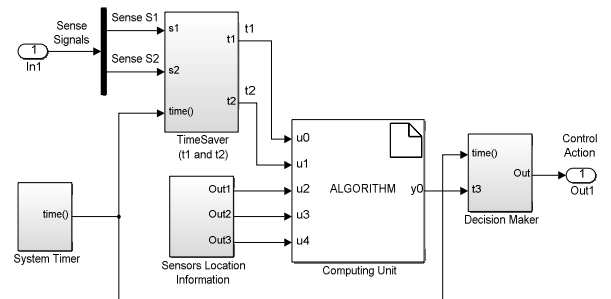 Sense
Signals
1
In1
Sense S1
Sense S2
s1
s2
time()
t1
t2
t1
t2
TimeSaver
(t1 and t2)
time()
System Timer
Out1
Out2
Out3
Sensors Location
Information
u0
u1
u2
u3
u4
ALGORITHM
y0
Computing Unit
time()
t3
Out
Decision Maker
Control
Action
1
Out1